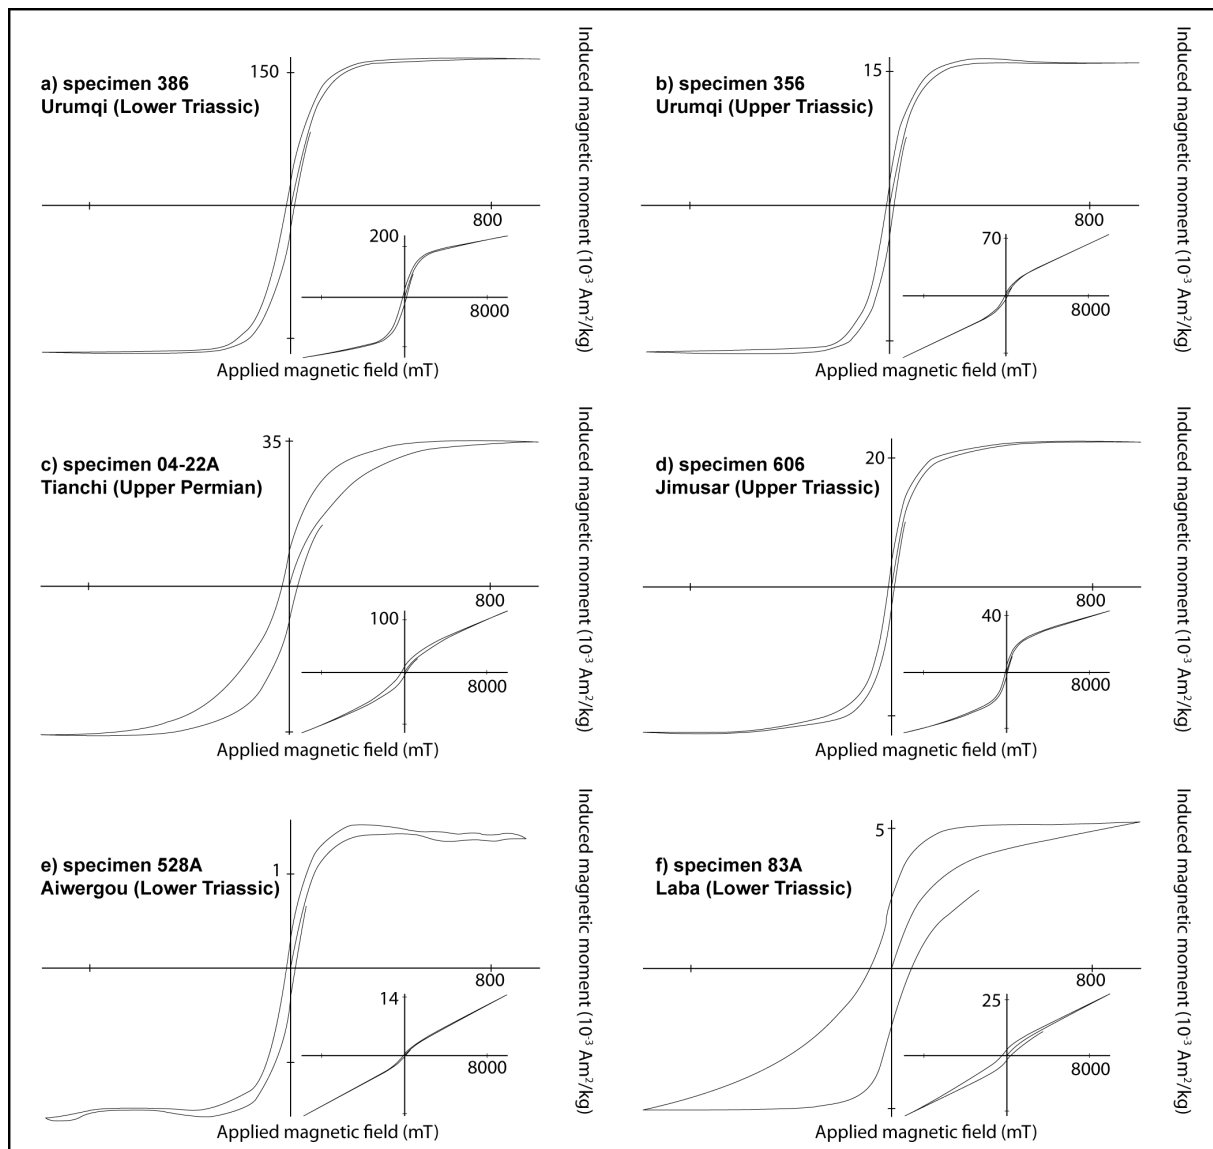 a) specimen 386
Urumqi (Lower Triassic)
150
800
200
8000
Applied magnetic field (mT)
Induced magnetic moment (10⁻³ Am²/kg)
b) specimen 356
Urumqi (Upper Triassic)
15
800
70
8000
Applied magnetic field (mT)
Induced magnetic moment (10⁻³ Am²/kg)
c) specimen 04-22A
Tianchi (Upper Permian)
35
800
100
8000
Applied magnetic field (mT)
Induced magnetic moment (10⁻³ Am²/kg)
d) specimen 606
Jimusar (Upper Triassic)
20
800
40
8000
Applied magnetic field (mT)
Induced magnetic moment (10⁻³ Am²/kg)
e) specimen 528A
Aiwergou (Lower Triassic)
1
800
14
8000
Applied magnetic field (mT)
Induced magnetic moment (10⁻³ Am²/kg)
f) specimen 83A
Laba (Lower Triassic)
5
800
25
8000
Applied magnetic field (mT)
Induced magnetic moment (10⁻³ Am²/kg)